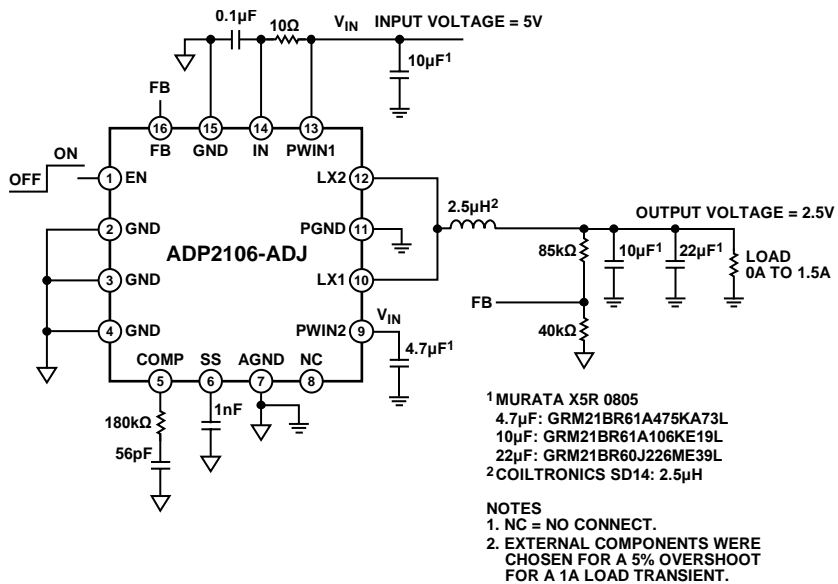 0.1µF
10Ω
VIN
INPUT VOLTAGE = 5V
10µF1
FB
16
15
14
13
FB
GND
IN
PWIN1
ON
OFF
1
EN
LX2
12
2
GND
PGND
11
2.5µH2
OUTPUT VOLTAGE = 2.5V
ADP2106-ADJ
85kΩ
10µF1
22µF1
LOAD
0A TO 1.5A
3
GND
LX1
10
FB
4
GND
PWIN2
9
VIN
40kΩ
4.7µF1
COMP
SS
AGND
NC
5
6
7
8
180kΩ
1nF
56pF
1 MURATA X5R 0805
4.7µF: GRM21BR61A475KA73L
10µF: GRM21BR61A106KE19L
22µF: GRM21BR60J226ME39L
2 COILTRONICS SD14: 2.5µH
NOTES
1. NC = NO CONNECT.
2. EXTERNAL COMPONENTS WERE
CHOSEN FOR A 5% OVERSHOOT
FOR A 1A LOAD TRANSIENT.